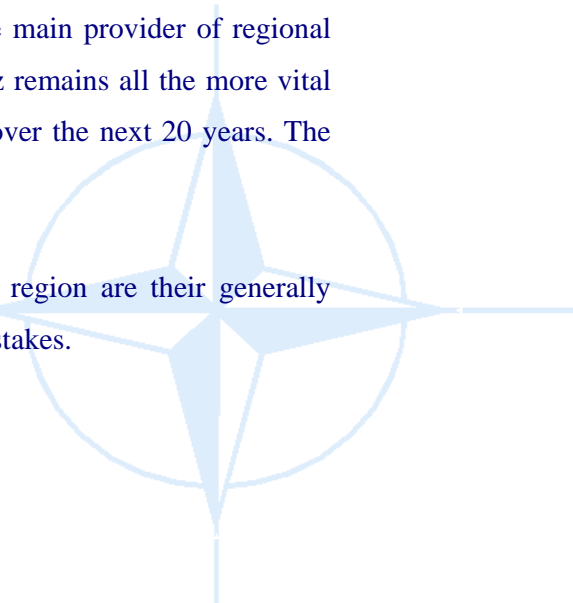 main provider of regional
remains all the more vital
over the next 20 years. The
region are their generally
stakes.